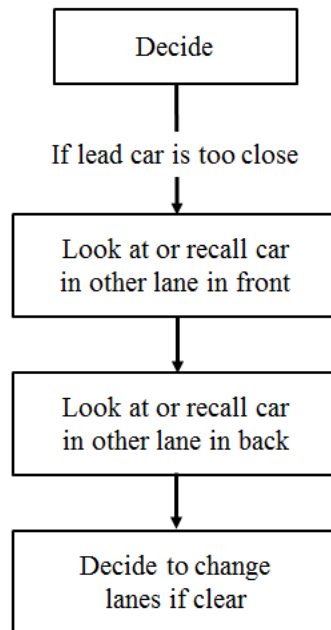 Decide
If lead car is too close
Look at or recall car
in other lane in front
Look at or recall car
in other lane in back
Decide to change
lanes if clear